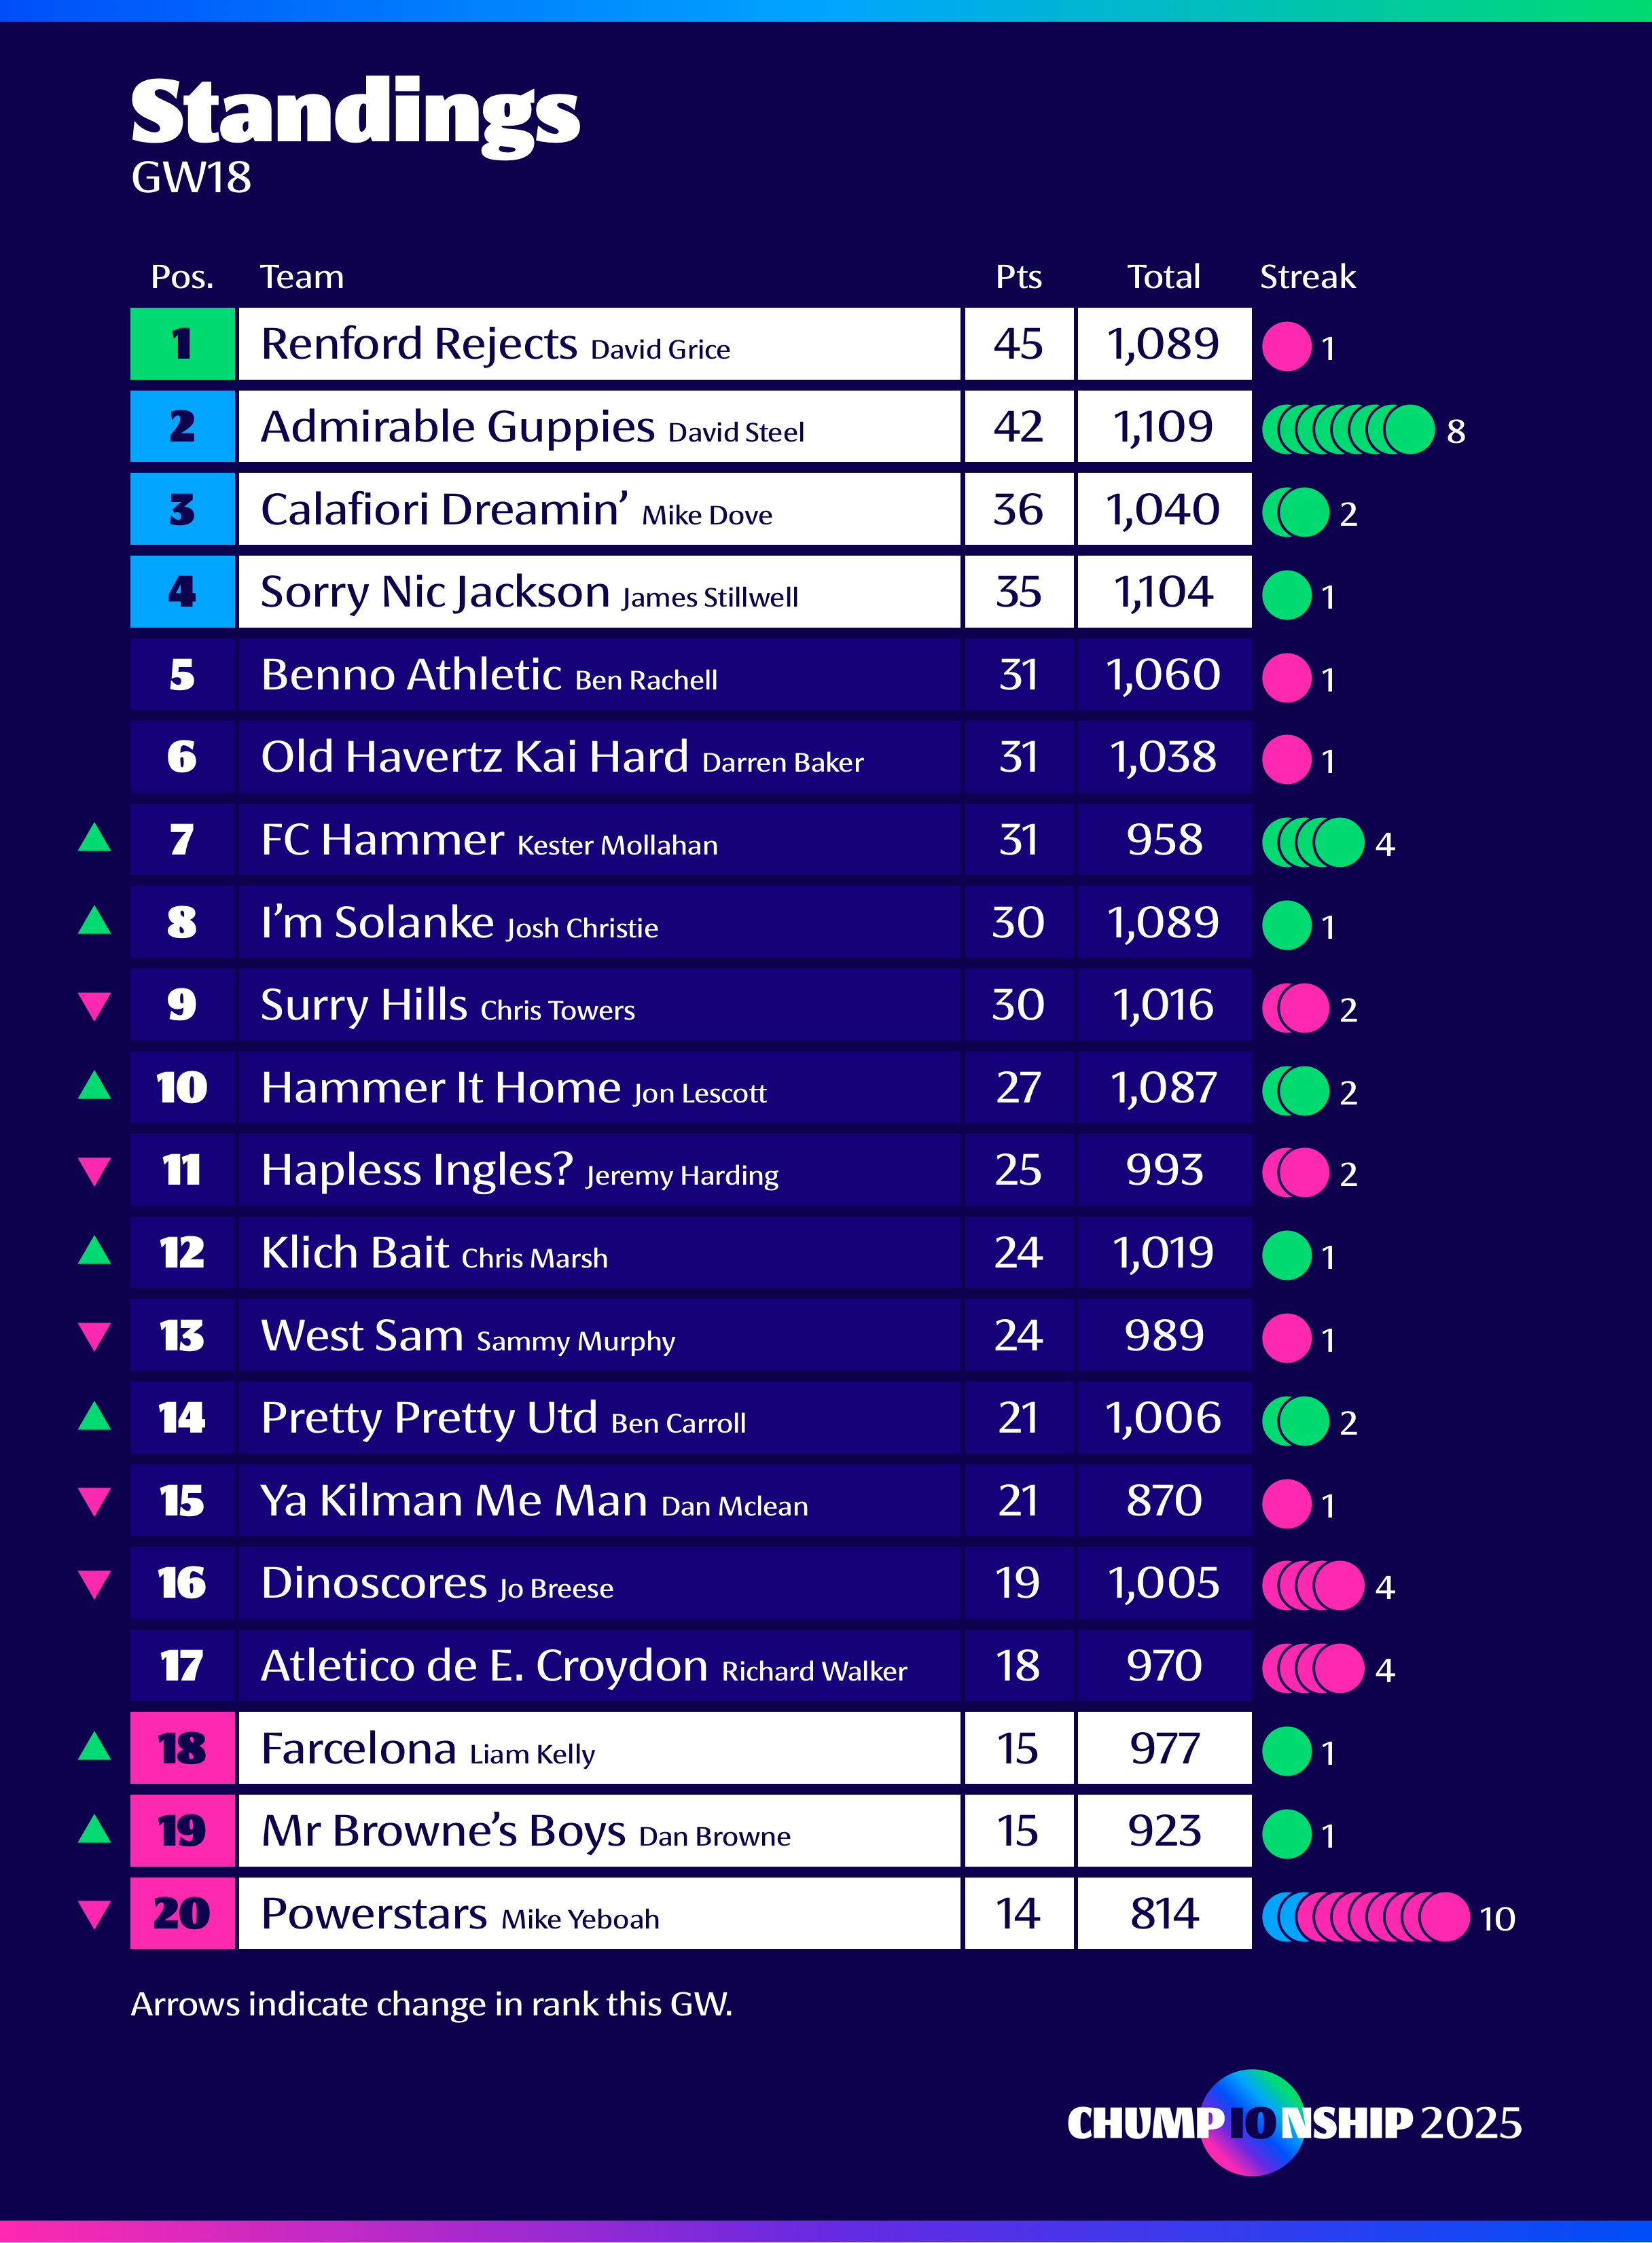 Standings
GW18
Pos. Team Pts Total Streak
1 Renford Rejects David Grice 45 1,089 1
2 Admirable Guppies David Steel 42 1,109 8
3 Calafiori Dreamin’ Mike Dove 36 1,040 2
4 Sorry Nic Jackson James Stillwell 35 1,104 1
5 Benno Athletic Ben Rachell 31 1,060 1
6 Old Havertz Kai Hard Darren Baker 31 1,038 1
7 FC Hammer Kester Mollahan 31 958 4
8 I’m Solanke Josh Christie 30 1,089 1
9 Surry Hills Chris Towers 30 1,016 2
10 Hammer It Home Jon Lescott 27 1,087 2
11 Hapless Ingles? Jeremy Harding 25 993 2
12 Klich Bait Chris Marsh 24 1,019 1
13 West Sam Sammy Murphy 24 989 1
14 Pretty Pretty Utd Ben Carroll 21 1,006 2
15 Ya Kilman Me Man Dan Mclean 21 870 1
16 Dinoscores Jo Breese 19 1,005 4
17 Atletico de E. Croydon Richard Walker 18 970 4
18 Farcelona Liam Kelly 15 977 1
19 Mr Browne’s Boys Dan Browne 15 923 1
20 Powerstars Mike Yeboah 14 814 10
Arrows indicate change in rank this GW.
CHUMPIONSHIP 2025